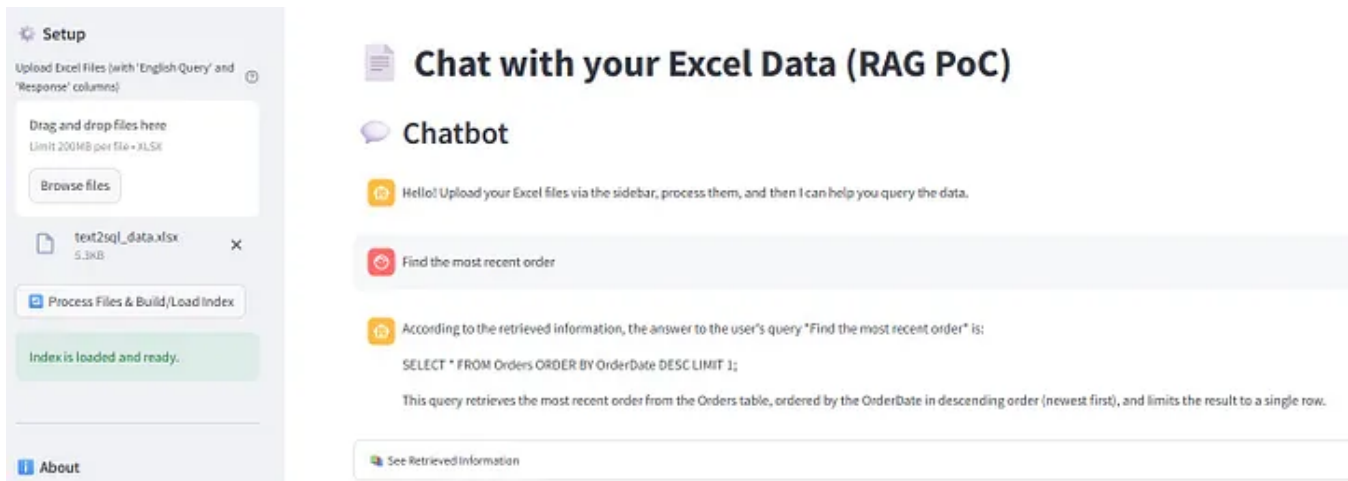 Setup
Upload Excel Files (with 'English Query' and
'Response' columns)
Drag and drop files here
Limit 200MB per file • XLSX
Browse files
text2sql_data.xlsx
5.3KB
Process Files & Build/Load Index
Index is loaded and ready.
About
Chat with your Excel Data (RAG PoC)
Chatbot
Hello! Upload your Excel files via the sidebar, process them, and then I can help you query the data.
Find the most recent order
According to the retrieved information, the answer to the user's query "Find the most recent order" is:
SELECT * FROM Orders ORDER BY OrderDate DESC LIMIT 1;
This query retrieves the most recent order from the Orders table, ordered by the OrderDate in descending order (newest first), and limits the result to a single row.
See Retrieved Information